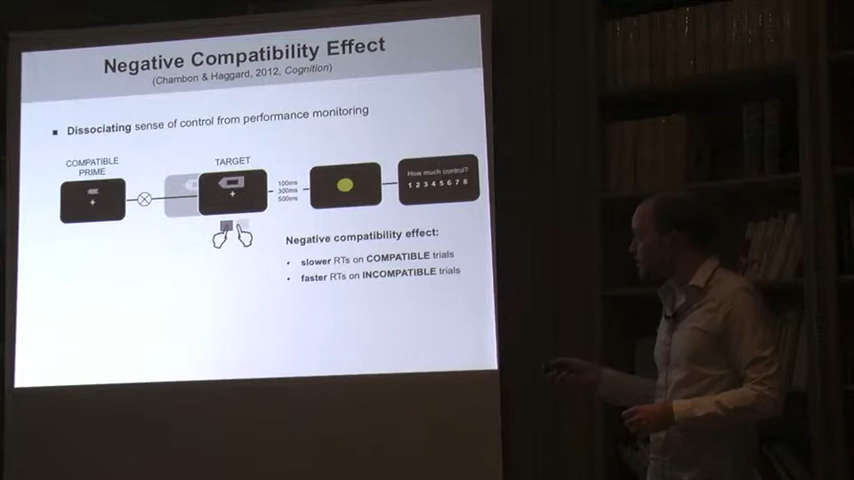 Negative Compatibility Effect
(Chambon & Haggard, 2012, Cognition)
Dissociating sense of control from performance monitoring
COMPATIBLE
PRIME
TARGET
100ms
300ms
500ms
How much control?
1 2 3 4 5 6 7 8
Negative compatibility effect:
slower RTs on COMPATIBLE trials
faster RTs on INCOMPATIBLE trials